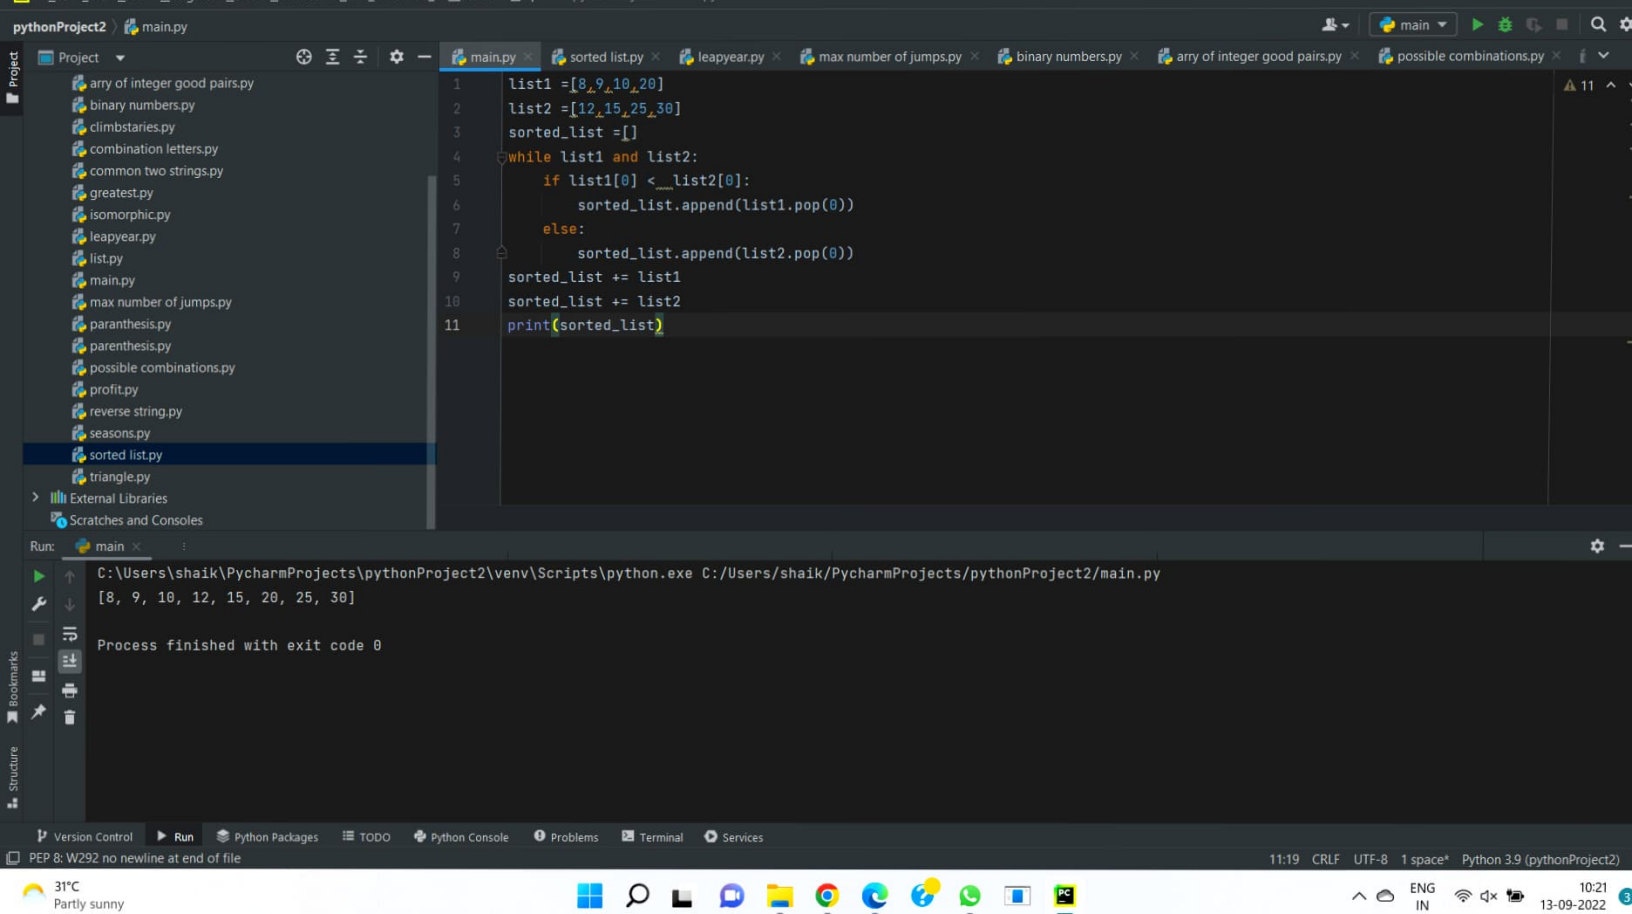 pythonProject2 main.py
main
Project
main.py sorted list.py leapyear.py max number of jumps.py binary numbers.py arry of integer good pairs.py possible combinations.py
Project
arry of integer good pairs.py
binary numbers.py
climbstaries.py
combination letters.py
common two strings.py
greatest.py
isomorphic.py
leapyear.py
list.py
main.py
max number of jumps.py
paranthesis.py
parenthesis.py
possible combinations.py
profit.py
reverse string.py
seasons.py
sorted list.py
triangle.py
External Libraries
Scratches and Consoles
1 list1 =[8,9,10,20]
2 list2 =[12,15,25,30]
3 sorted_list =[]
4 while list1 and list2:
5 if list1[0] <  list2[0]:
6 sorted_list.append(list1.pop(0))
7 else:
8 sorted_list.append(list2.pop(0))
9 sorted_list += list1
10 sorted_list += list2
11 print(sorted_list)
11
Run: main
C:\Users\shaik\PycharmProjects\pythonProject2\venv\Scripts\python.exe C:/Users/shaik/PycharmProjects/pythonProject2/main.py
[8, 9, 10, 12, 15, 20, 25, 30]
Process finished with exit code 0
Bookmarks
Structure
Version Control Run Python Packages TODO Python Console Problems Terminal Services
PEP 8: W292 no newline at end of file
11:19 CRLF UTF-8 1 space* Python 3.9 (pythonProject2)
31°C
Partly sunny
PC
ENG
IN
10:21
13-09-2022
3